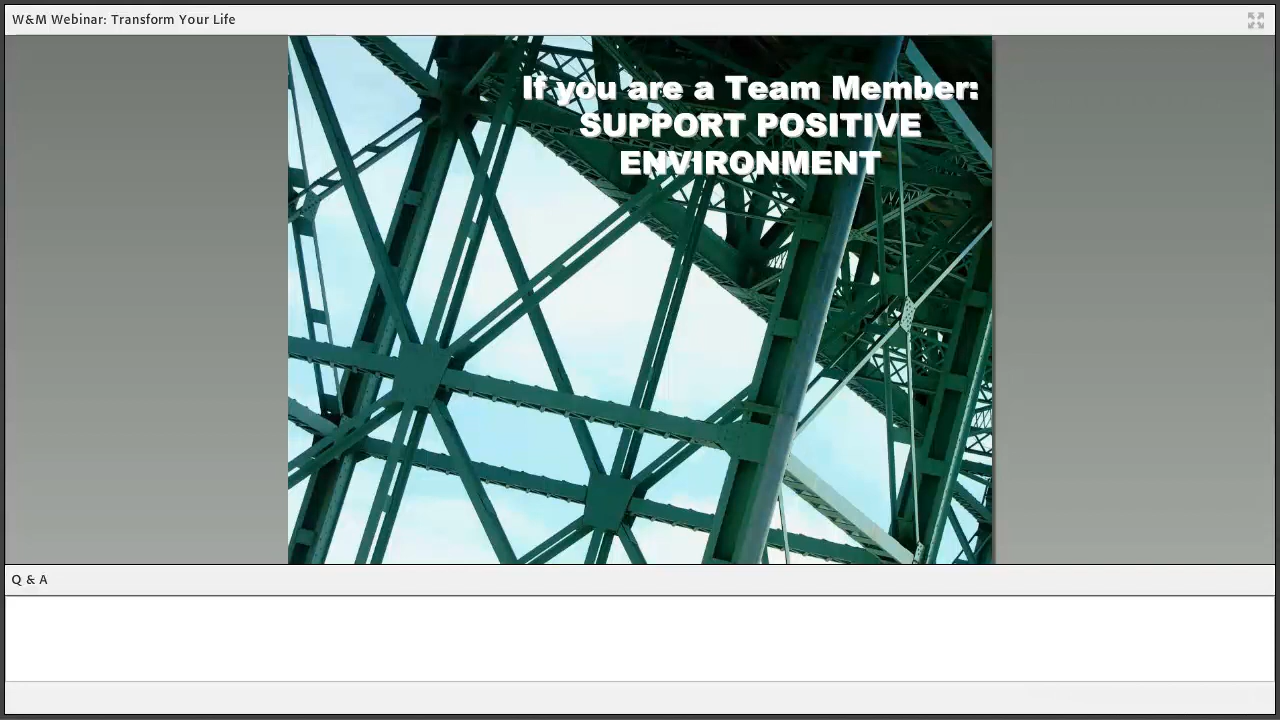 W&M Webinar: Transform Your Life
If you are a Team Member:
SUPPORT POSITIVE
ENVIRONMENT
Q & A